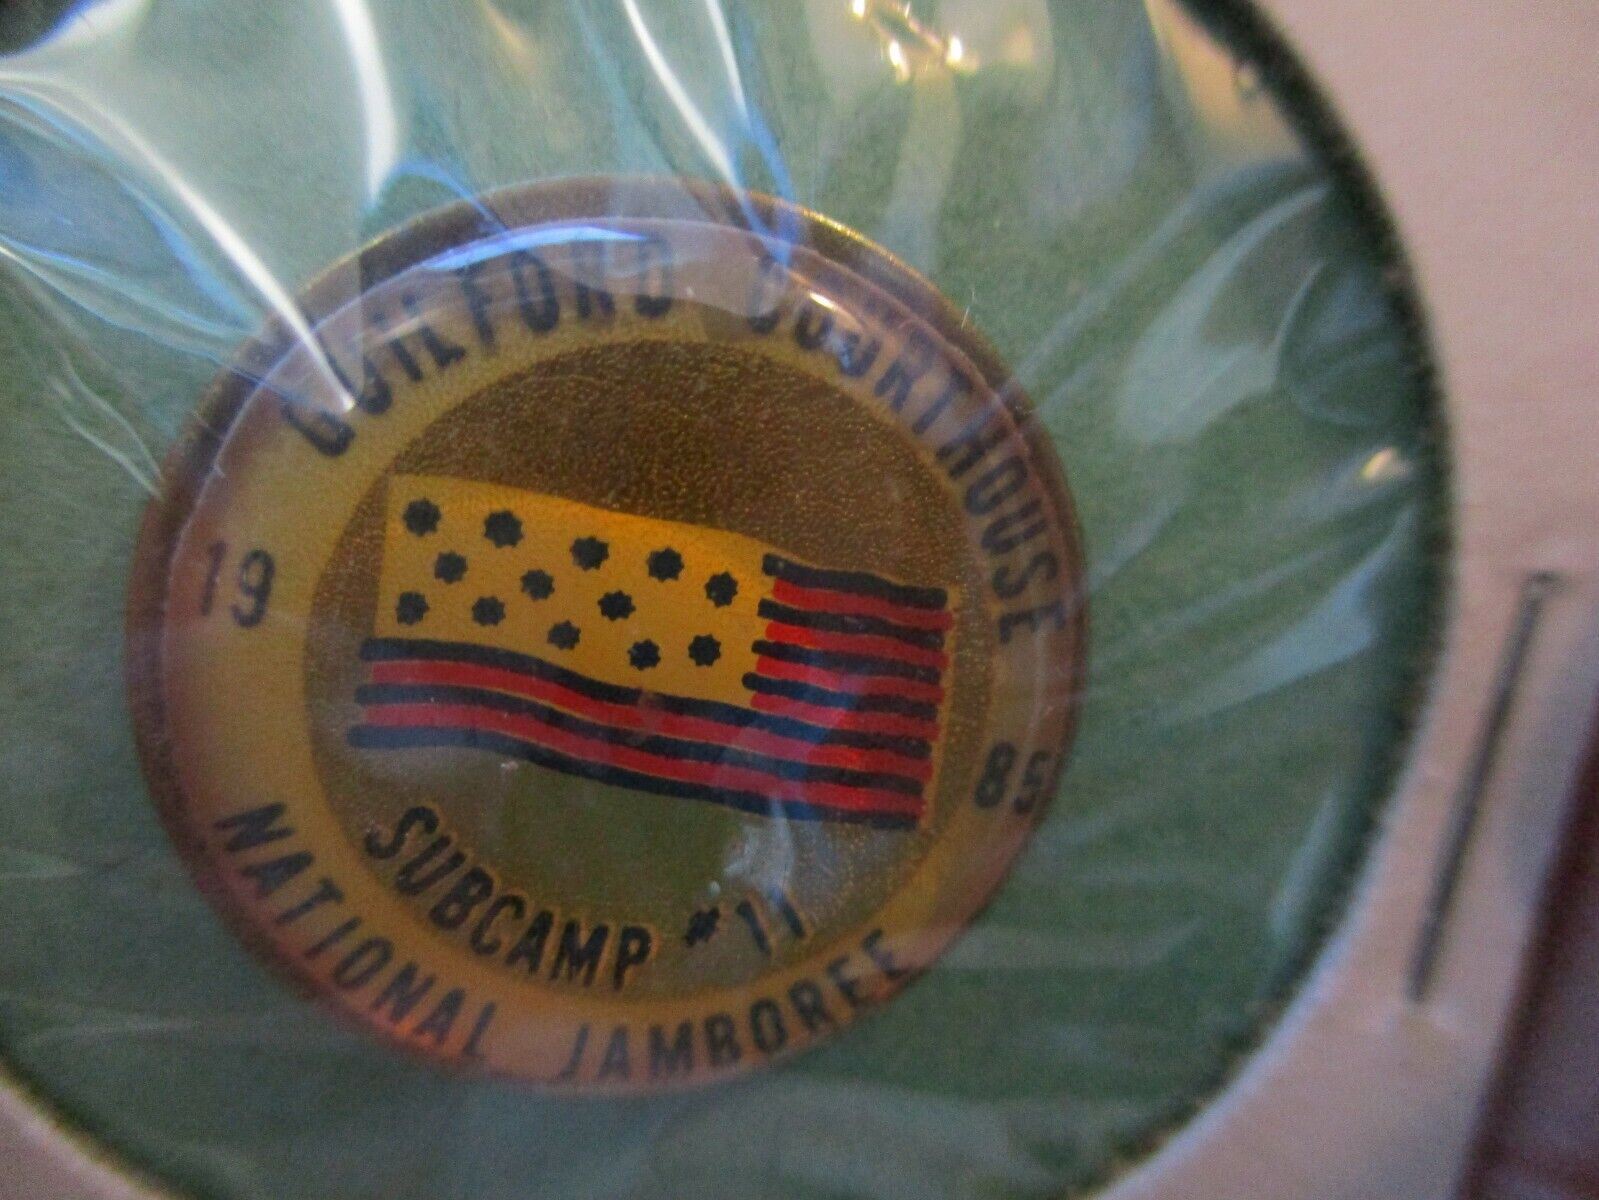 GUILFORD COURTHOUSE
19 85
SUBCAMP #11
NATIONAL JAMBOREE